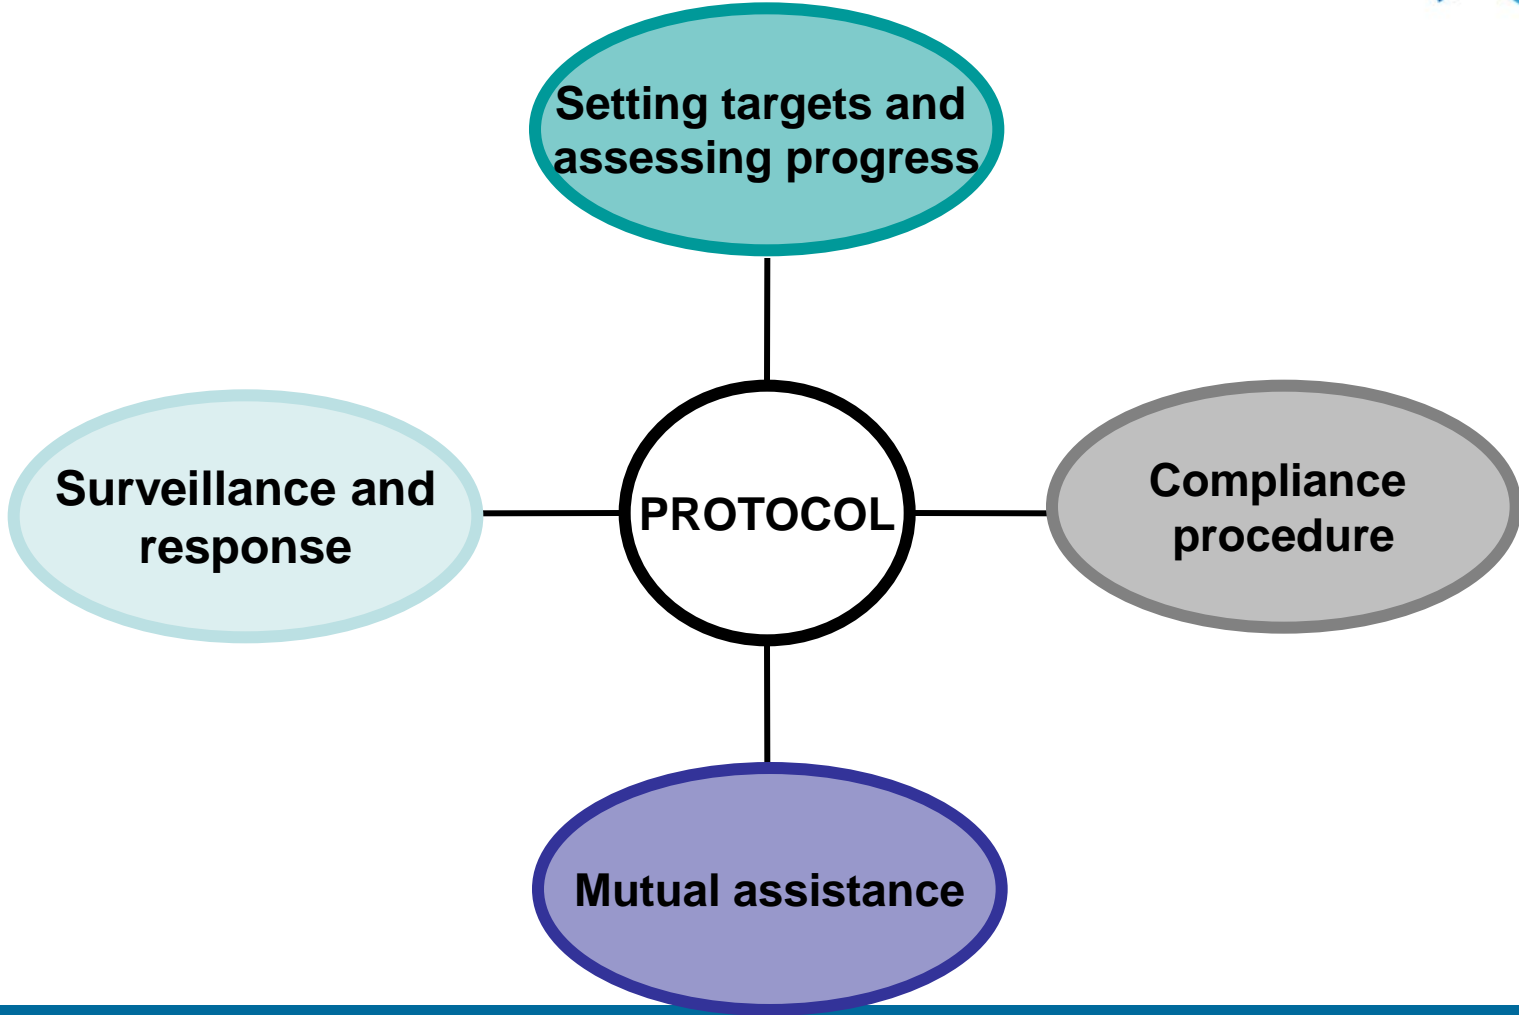 Setting targets and
assessing progress
Surveillance and
response
PROTOCOL
Compliance
procedure
Mutual assistance